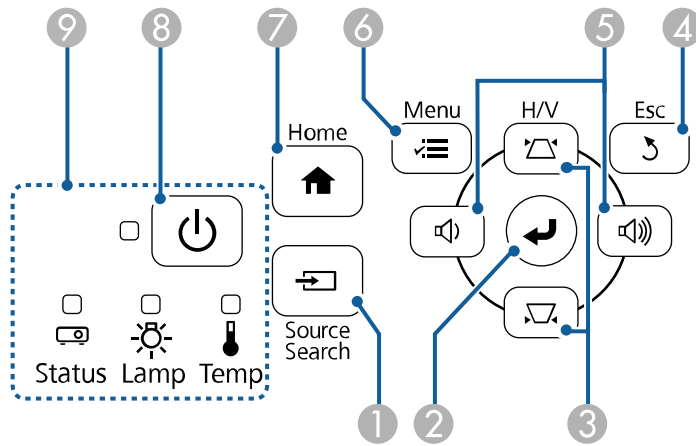 9 8 7 6 5 4
Menu H/V Esc
Home
Source
Search
Status Lamp Temp
1 2 3